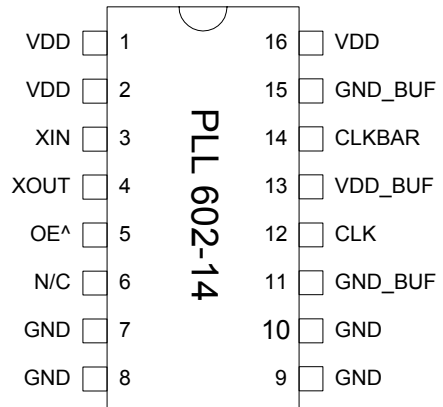 VDD 1 16 VDD
VDD 2 15 GND_BUF
XIN 3 14 CLKBAR
XOUT 4 13 VDD_BUF
OE^ 5 12 CLK
N/C 6 11 GND_BUF
GND 7 10 GND
GND 8 9 GND
PLL 602-14